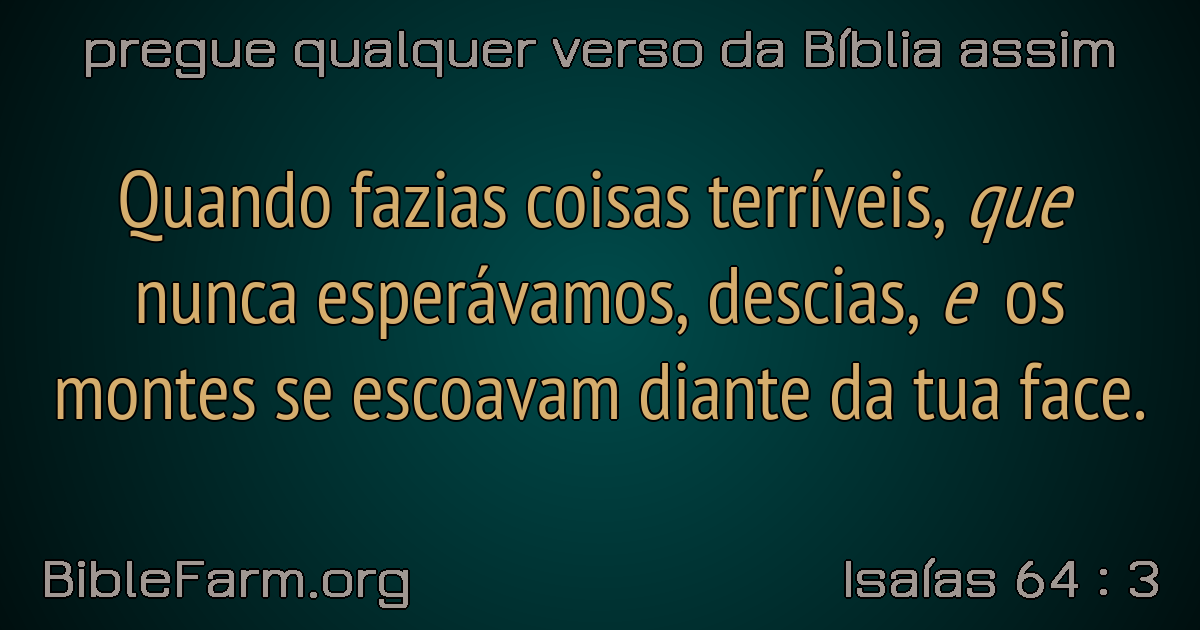 pregue qualquer verso da Bíblia assim
Quando fazias coisas terríveis, que
nunca esperávamos, descias, e os
montes se escoavam diante da tua face.
BibleFarm.org
Isaías 64 : 3